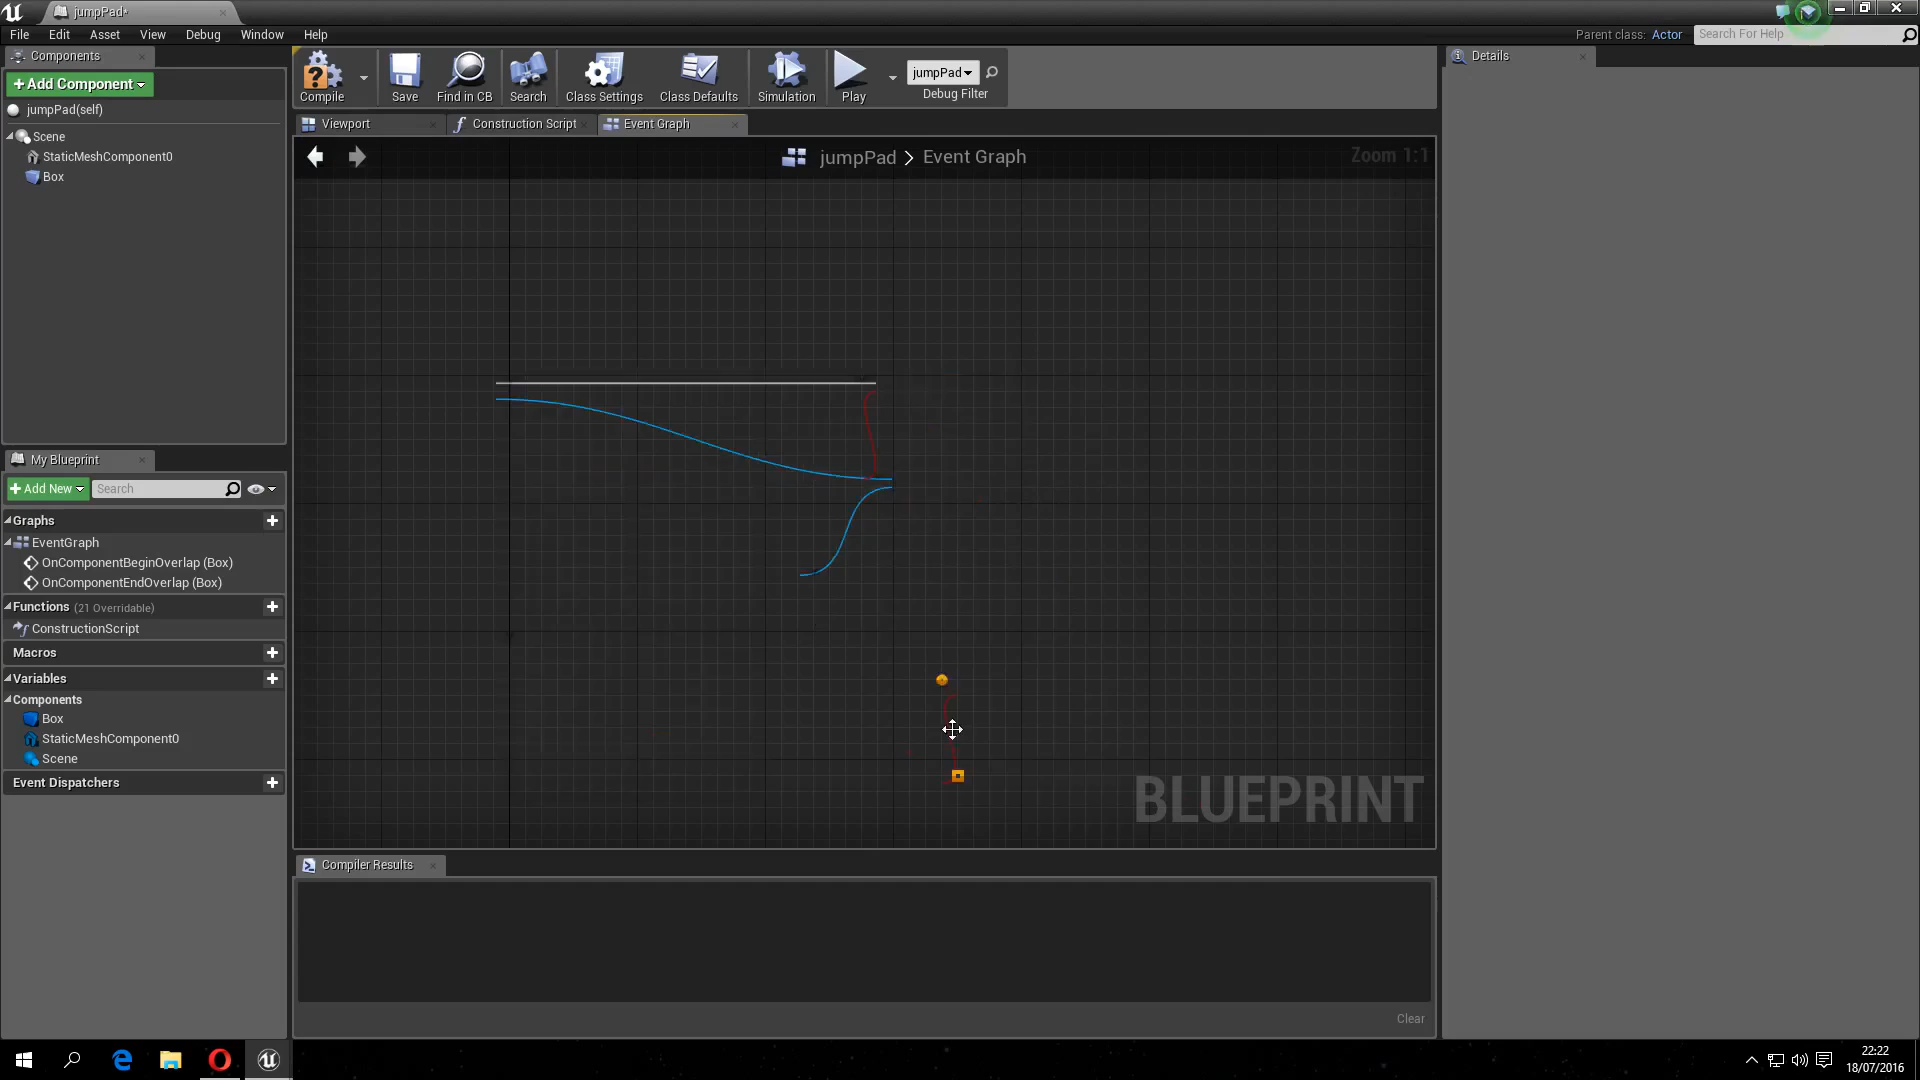 jumpPad*
File Edit Asset View Debug Window Help
Parent class: Actor
Search For Help
Components
+Add Component
jumpPad(self)
Scene
StaticMeshComponent0
Box
Compile
Save
Find in CB
Search
Class Settings
Class Defaults
Simulation
Play
jumpPad
Debug Filter
Viewport
Construction Script
Event Graph
jumpPad > Event Graph
Zoom 1:1
Details
My Blueprint
+Add New
Search
Graphs
EventGraph
OnComponentBeginOverlap (Box)
OnComponentEndOverlap (Box)
Functions (21 Overridable)
ConstructionScript
Macros
Variables
Components
Box
StaticMeshComponent0
Scene
Event Dispatchers
BLUEPRINT
Compiler Results
Clear
22:22
18/07/2016